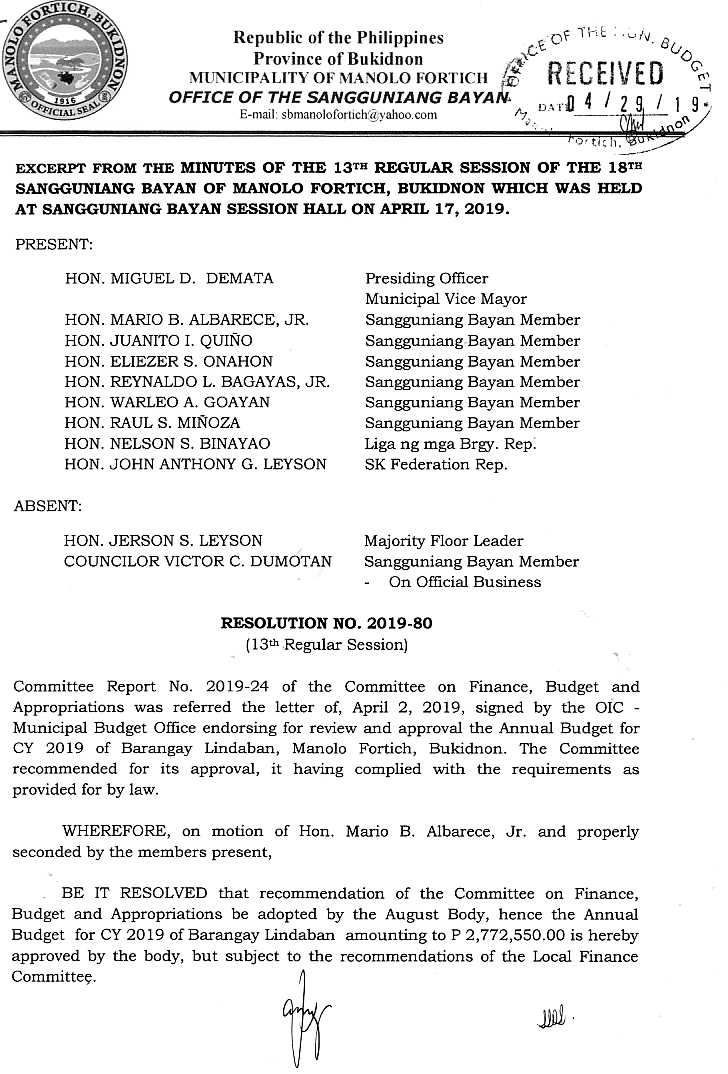 MANOLO FORTICH, BUKIDNON
1916
OFFICIAL SEAL
Republic of the Philippines
Province of Bukidnon
MUNICIPALITY OF MANOLO FORTICH
OFFICE OF THE SANGGUNIANG BAYAN
E-mail: sbmanolofortich@yahoo.com
OFFICE OF THE MUN. BUDGET
RECEIVED
DATE 04/29/19
Fortich, Bukidnon
EXCERPT FROM THE MINUTES OF THE 13TH REGULAR SESSION OF THE 18TH
SANGGUNIANG BAYAN OF MANOLO FORTICH, BUKIDNON WHICH WAS HELD
AT SANGGUNIANG BAYAN SESSION HALL ON APRIL 17, 2019.
PRESENT:
HON. MIGUEL D. DEMATA Presiding Officer
Municipal Vice Mayor
HON. MARIO B. ALBARECE, JR. Sangguniang Bayan Member
HON. JUANITO I. QUIÑO Sangguniang Bayan Member
HON. ELIEZER S. ONAHON Sangguniang Bayan Member
HON. REYNALDO L. BAGAYAS, JR. Sangguniang Bayan Member
HON. WARLEO A. GOAYAN Sangguniang Bayan Member
HON. RAUL S. MIÑOZA Sangguniang Bayan Member
HON. NELSON S. BINAYAO Liga ng mga Brgy. Rep.
HON. JOHN ANTHONY G. LEYSON SK Federation Rep.
ABSENT:
HON. JERSON S. LEYSON Majority Floor Leader
COUNCILOR VICTOR C. DUMOTAN Sangguniang Bayan Member
- On Official Business
RESOLUTION NO. 2019-80
(13th Regular Session)
Committee Report No. 2019-24 of the Committee on Finance, Budget and
Appropriations was referred the letter of, April 2, 2019, signed by the OIC -
Municipal Budget Office endorsing for review and approval the Annual Budget for
CY 2019 of Barangay Lindaban, Manolo Fortich, Bukidnon. The Committee
recommended for its approval, it having complied with the requirements as
provided for by law.
WHEREFORE, on motion of Hon. Mario B. Albarece, Jr. and properly
seconded by the members present,
BE IT RESOLVED that recommendation of the Committee on Finance,
Budget and Appropriations be adopted by the August Body, hence the Annual
Budget for CY 2019 of Barangay Lindaban amounting to P 2,772,550.00 is hereby
approved by the body, but subject to the recommendations of the Local Finance
Committee.